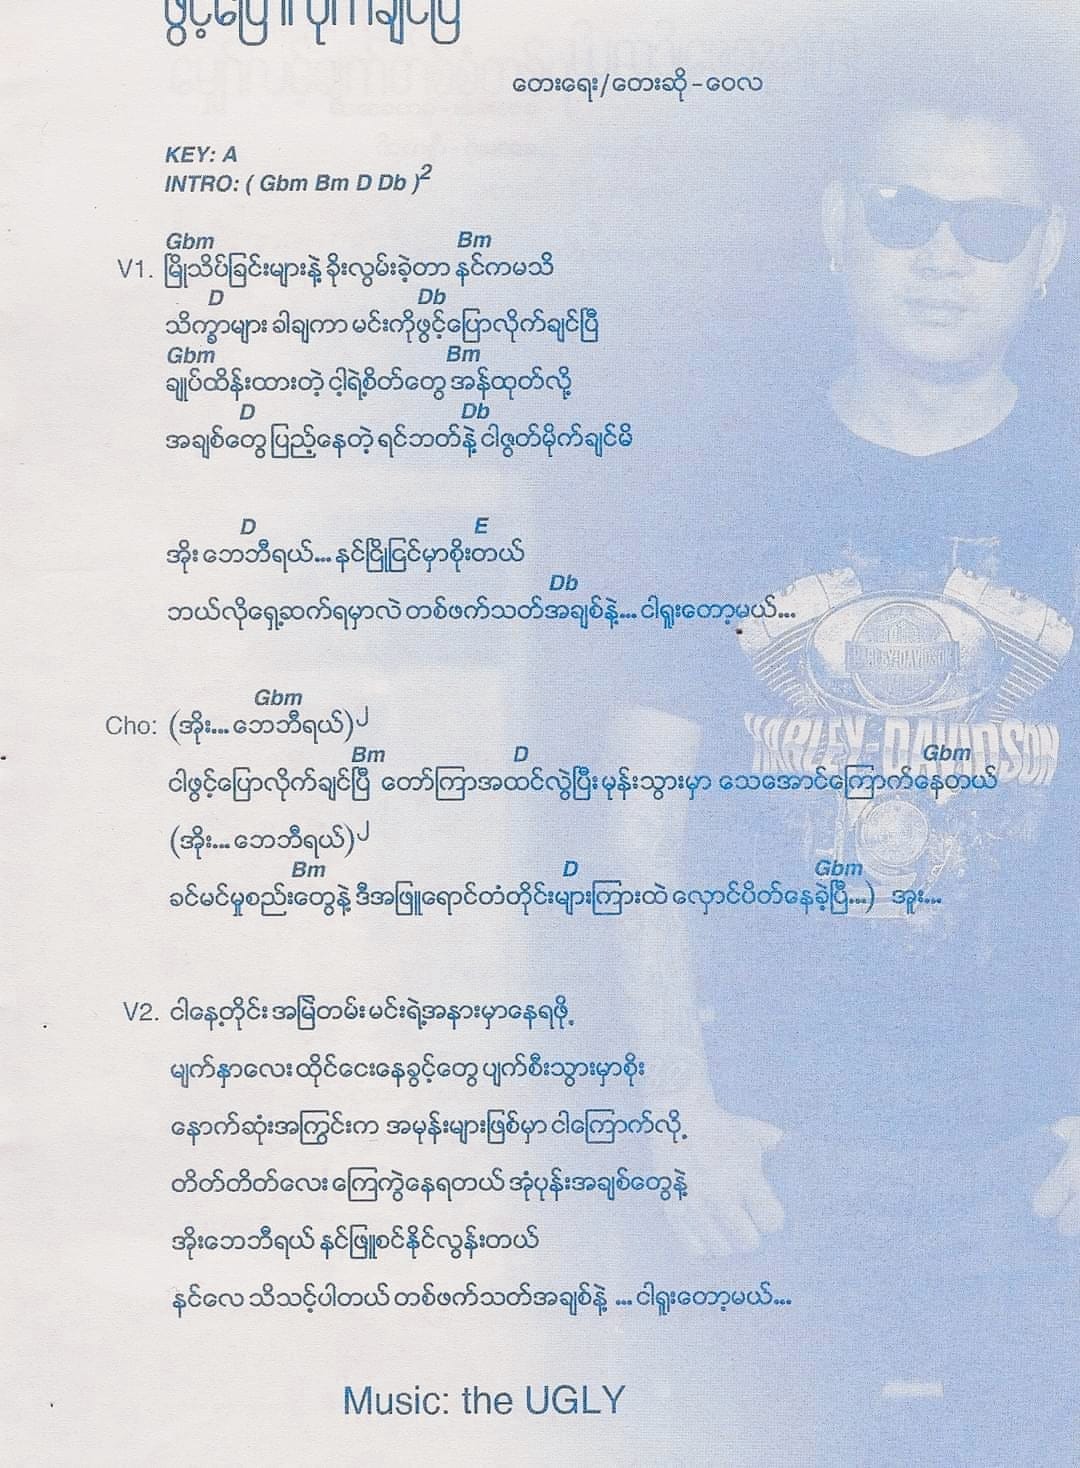 ဖွင့်ပြောလိုက်ချင်ပြီ
တေးရေး/တေးဆို - ဝေလ
KEY: A
INTRO: ( Gbm Bm D Db )2
Gbm Bm
V1. မြိုသိပ်ခြင်းများနဲ့ ခိုးလွမ်းခဲ့တာ နင်ကမသိ
D Db
သိက္ခာများ ခါချကာ မင်းကိုဖွင့်ပြောလိုက်ချင်ပြီ
Gbm Bm
ချုပ်ထိန်းထားတဲ့ ငါ့ရဲ့စိတ်တွေ အန်ထုတ်လို့
D Db
အချစ်တွေ ပြည့်နေတဲ့ ရင်ဘတ်နဲ့ ငါဇွတ်မိုက်ချင်မိ
D E
အိုး ဘေဘီရယ်... နင်ငြိုငြင်မှာစိုးတယ်
Db
ဘယ်လိုရှေ့ဆက်ရမှာလဲ တစ်ဖက်သတ်အချစ်နဲ့... ငါရူးတော့မယ်...
Gbm
Cho: (အိုး... ဘေဘီရယ်)၂
Bm D Gbm
ငါဖွင့်ပြောလိုက်ချင်ပြီ တော်ကြာအထင်လွဲပြီး မုန်းသွားမှာ သေအောင်ကြောက်နေတယ်
(အိုး... ဘေဘီရယ်)၂
Bm D Gbm
ခင်မင်မှုစည်းတွေနဲ့ ဒီအဖြူရောင်တံတိုင်းများကြားထဲ လှောင်ပိတ်နေခဲ့ပြီ...) အူး...
V2. ငါနေ့တိုင်း အမြဲတမ်း မင်းရဲ့အနားမှာနေရဖို့
မျက်နှာလေး ထိုင်ငေးနေခွင့်တွေ ပျက်စီးသွားမှာစိုး
နောက်ဆုံးအကြွင်းက အမုန်းများဖြစ်မှာ ငါကြောက်လို့
တိတ်တိတ်လေး ကြေကွဲနေရတယ် အုံပုန်းအချစ်တွေနဲ့
အိုးဘေဘီရယ် နင်ဖြူစင်နိုင်လွန်းတယ်
နင်လေ သိသင့်ပါတယ် တစ်ဖက်သတ်အချစ်နဲ့ ... ငါရူးတော့မယ်...
Music: the UGLY
HARLEY-DAVIDSON
HARLEY-DAVIDSON